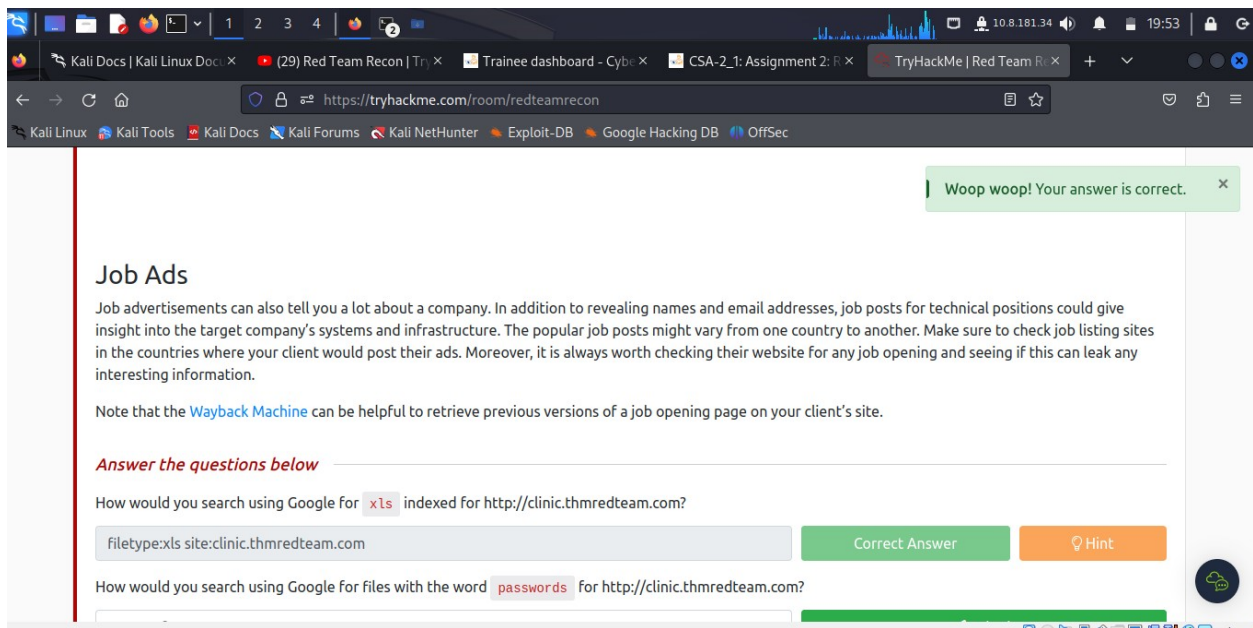 1 2 3 4 2 10.8.181.34 19:53
Kali Docs | Kali Linux Docu × (29) Red Team Recon | Try × Trainee dashboard - Cybe × CSA-2_1: Assignment 2: R × TryHackMe | Red Team Re × +
https://tryhackme.com/room/redteamrecon
Kali Linux Kali Tools Kali Docs Kali Forums Kali NetHunter Exploit-DB Google Hacking DB OffSec
Woop woop! Your answer is correct. ×
Job Ads
Job advertisements can also tell you a lot about a company. In addition to revealing names and email addresses, job posts for technical positions could give
insight into the target company's systems and infrastructure. The popular job posts might vary from one country to another. Make sure to check job listing sites
in the countries where your client would post their ads. Moreover, it is always worth checking their website for any job opening and seeing if this can leak any
interesting information.
Note that the Wayback Machine can be helpful to retrieve previous versions of a job opening page on your client's site.
Answer the questions below
How would you search using Google for xls indexed for http://clinic.thmredteam.com?
filetype:xls site:clinic.thmredteam.com Correct Answer Hint
How would you search using Google for files with the word passwords for http://clinic.thmredteam.com?